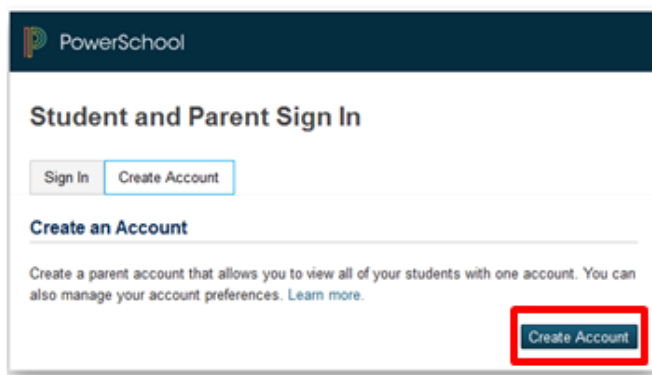 PowerSchool
Student and Parent Sign In
Sign In
Create Account
Create an Account
Create a parent account that allows you to view all of your students with one account. You can
also manage your account preferences. Learn more.
Create Account